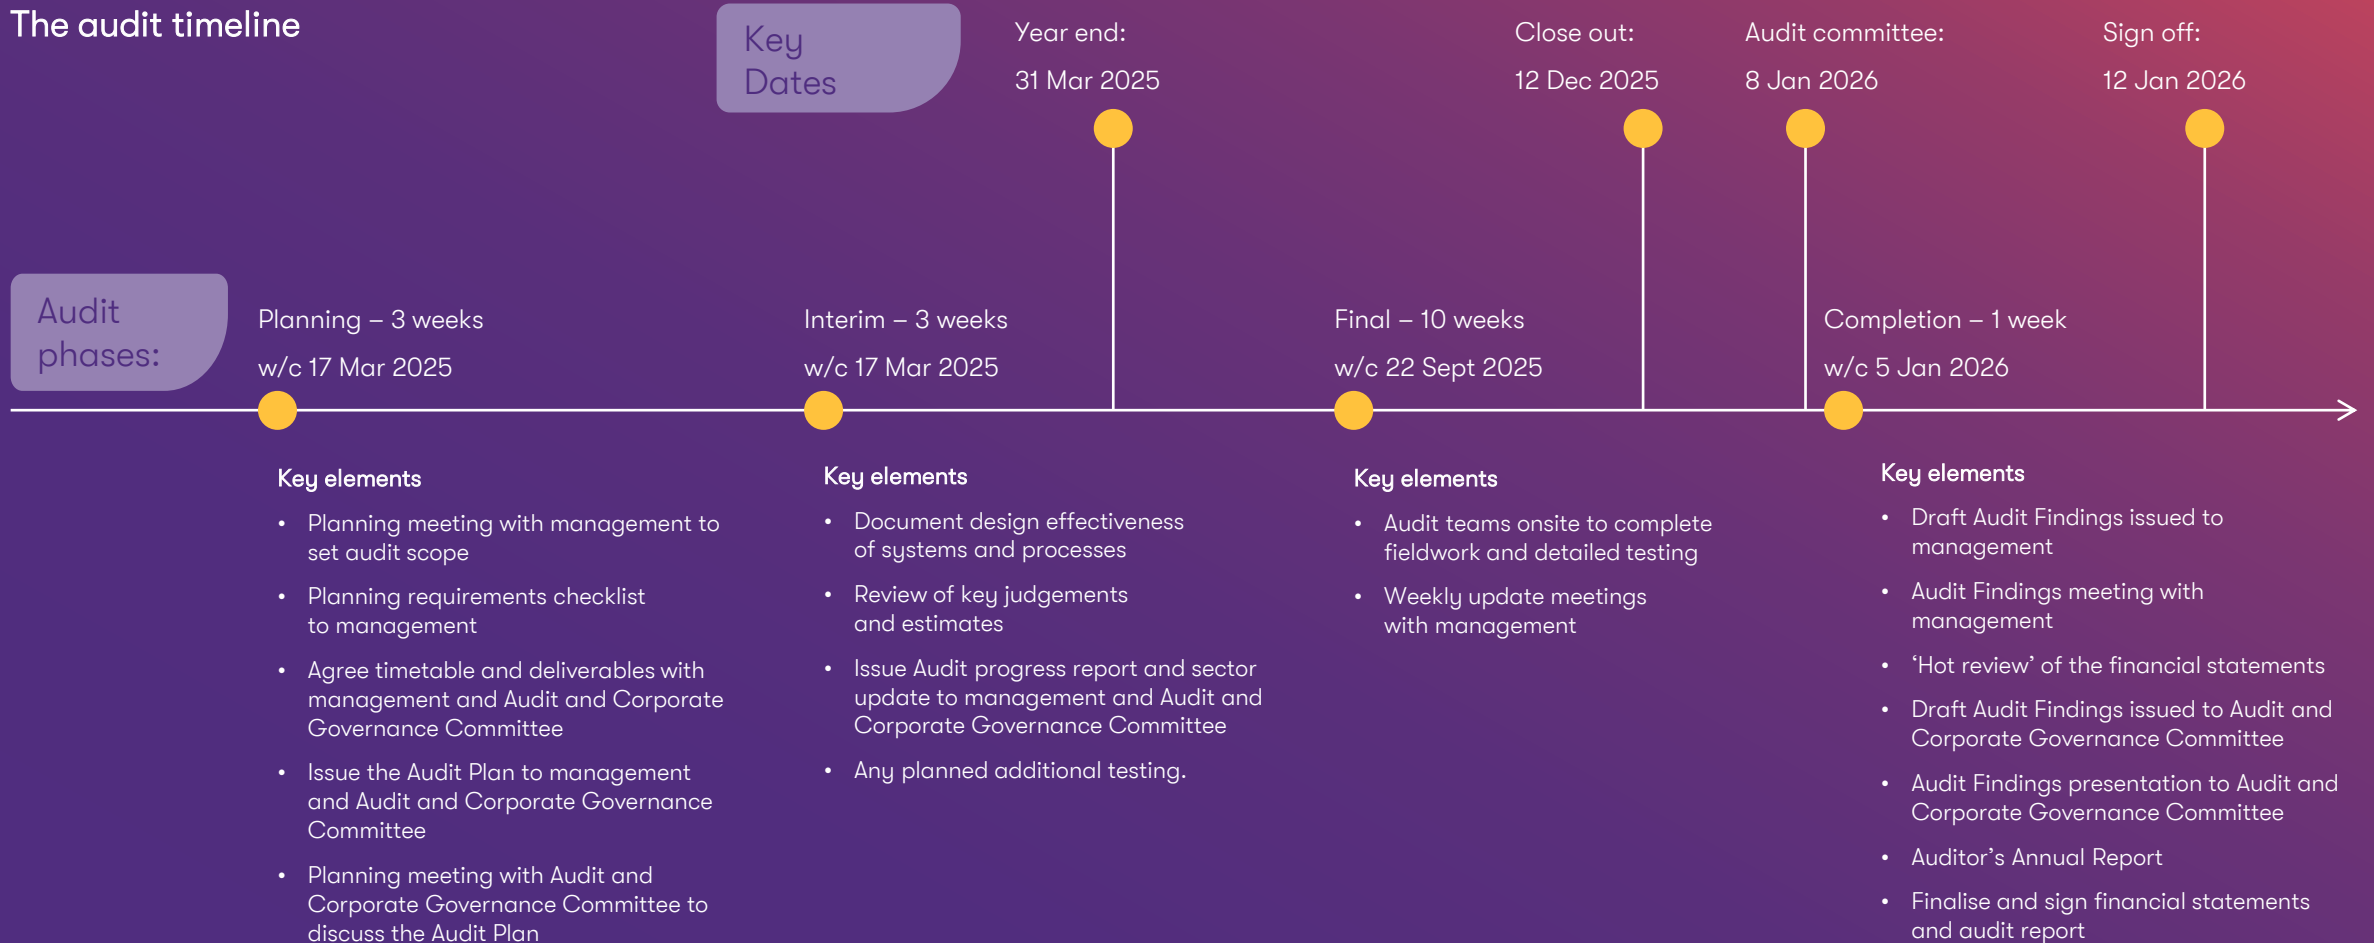 The audit timeline
Key
Dates
Year end:
31 Mar 2025
Close out:
12 Dec 2025
Audit committee:
8 Jan 2026
Sign off:
12 Jan 2026
Audit
phases:
Planning – 3 weeks
w/c 17 Mar 2025
Interim – 3 weeks
w/c 17 Mar 2025
Final – 10 weeks
w/c 22 Sept 2025
Completion – 1 week
w/c 5 Jan 2026
Key elements
• Planning meeting with management to
set audit scope
• Planning requirements checklist
to management
• Agree timetable and deliverables with
management and Audit and Corporate
Governance Committee
• Issue the Audit Plan to management
and Audit and Corporate Governance
Committee
• Planning meeting with Audit and
Corporate Governance Committee to
discuss the Audit Plan
Key elements
• Document design effectiveness
of systems and processes
• Review of key judgements
and estimates
• Issue Audit progress report and sector
update to management and Audit and
Corporate Governance Committee
• Any planned additional testing.
Key elements
• Audit teams onsite to complete
fieldwork and detailed testing
• Weekly update meetings
with management
Key elements
• Draft Audit Findings issued to
management
• Audit Findings meeting with
management
• ‘Hot review’ of the financial statements
• Draft Audit Findings issued to Audit and
Corporate Governance Committee
• Audit Findings presentation to Audit and
Corporate Governance Committee
• Auditor’s Annual Report
• Finalise and sign financial statements
and audit report